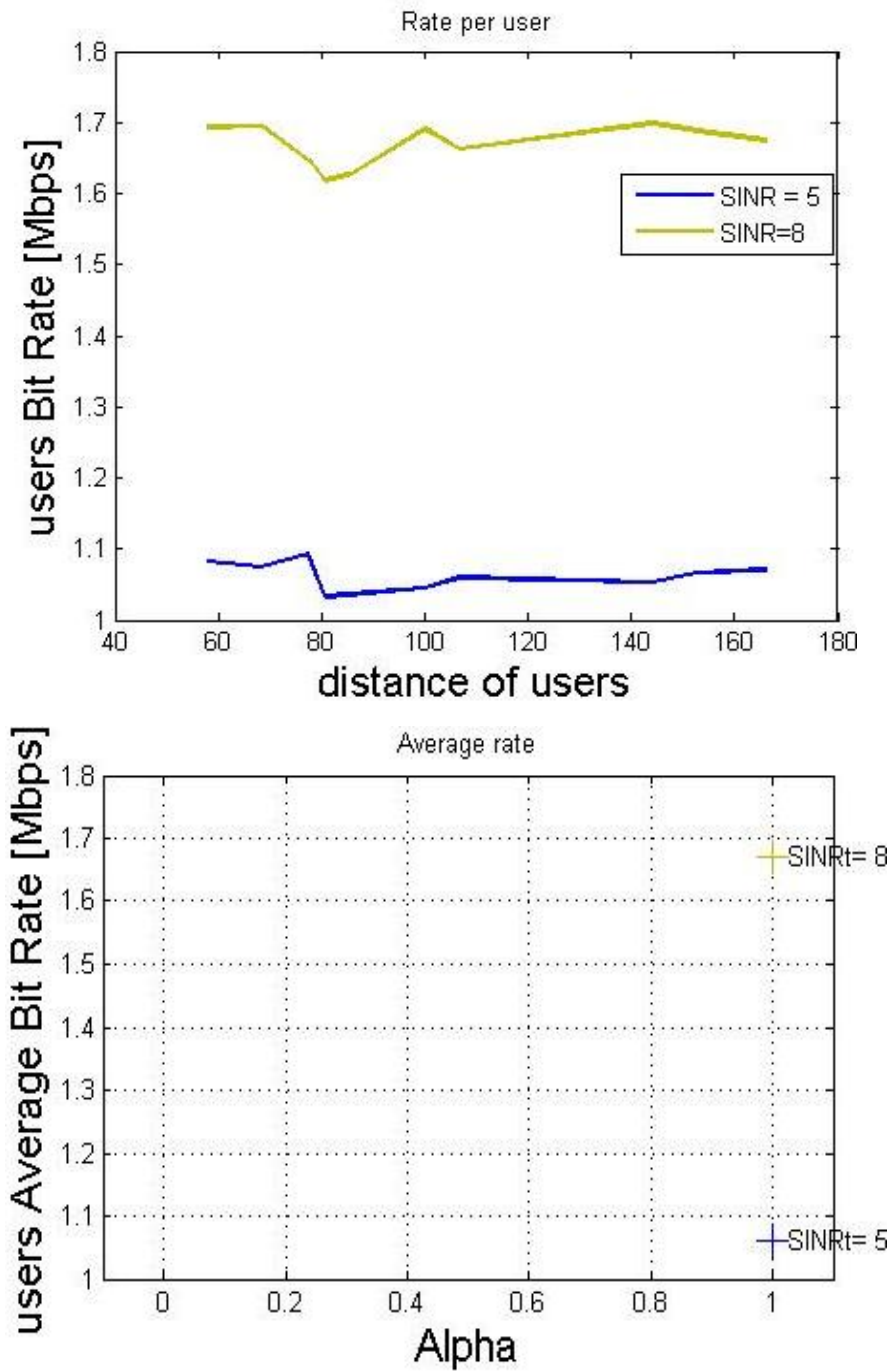 Rate per user
1.8
1.7
1.6
1.5
1.4
1.3
1.2
1.1
1
users Bit Rate [Mbps]
SINR = 5
SINR=8
40 60 80 100 120 140 160 180
distance of users
Average rate
1.8
1.7
1.6
1.5
1.4
1.3
1.2
1.1
1
users Average Bit Rate [Mbps]
SINRt= 8
SINRt= 5
0 0.2 0.4 0.6 0.8 1
Alpha